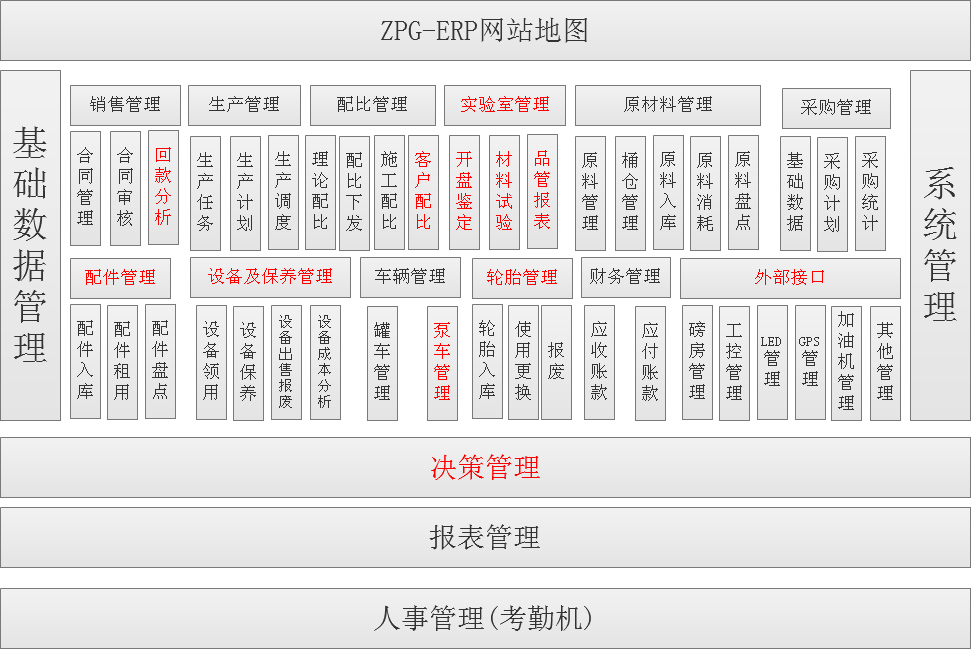 ZPG-ERP网站地图
基础数据管理
销售管理
生产管理
配比管理
实验室管理
原材料管理
采购管理
合同管理
合同审核
回款分析
生产任务
生产计划
生产调度
理论配比
配比下发
施工配比
客户配比
开盘鉴定
材料试验
品管报表
原料管理
桶仓管理
原料入库
原料消耗
原料盘点
基础数据
采购计划
采购统计
配件管理
设备及保养管理
车辆管理
轮胎管理
财务管理
外部接口
配件入库
配件租用
配件盘点
设备领用
设备保养
设备出售报废
设备成本分析
罐车管理
泵车管理
轮胎入库
使用更换
报废
应收账款
应付账款
磅房管理
工控管理
LED管理
GPS管理
加油机管理
其他管理
系统管理
决策管理
报表管理
人事管理(考勤机)